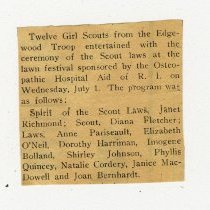 Twelve Girl Scouts from the Edge-
wood Troop entertained with the
ceremony of the Scout laws at the
lawn festival sponsored by the Osteo-
pathic Hospital Aid of R. I. on
Wednesday, July 1. The program was
as follows:
Spirit of the Scout Laws, Janet
Richmond; Scout, Diana Fletcher;
Laws, Anne Pariseault, Elizabeth
O'Neil, Dorothy Harriman, Imogene
Bolland, Shirley Johnson, Phyllis
Quincey, Natalie Cordery, Janice Mac-
Dowell and Joan Bernhardt.